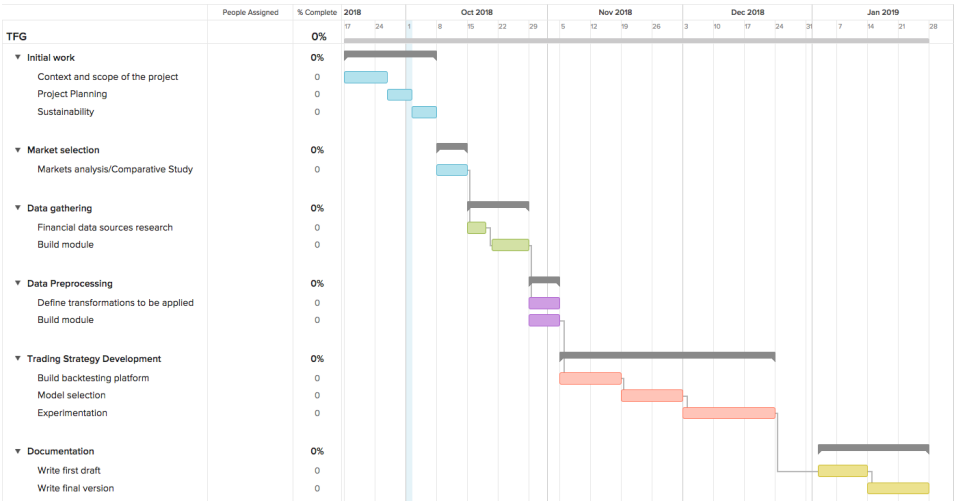 People Assigned % Complete 2018 Oct 2018 Nov 2018 Dec 2018 Jan 2019
17 24 1 8 15 22 29 5 12 19 26 3 10 17 24 31 7 14 21 28
TFG 0%
▼ Initial work 0%
Context and scope of the project 0
Project Planning 0
Sustainability 0
▼ Market selection 0%
Markets analysis/Comparative Study 0
▼ Data gathering 0%
Financial data sources research 0
Build module 0
▼ Data Preprocessing 0%
Define transformations to be applied 0
Build module 0
▼ Trading Strategy Development 0%
Build backtesting platform 0
Model selection 0
Experimentation 0
▼ Documentation 0%
Write first draft 0
Write final version 0